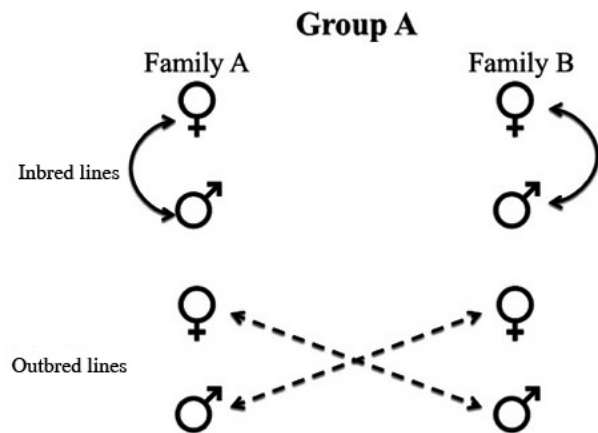 Group A
Family A
Family B
Inbred lines
Outbred lines